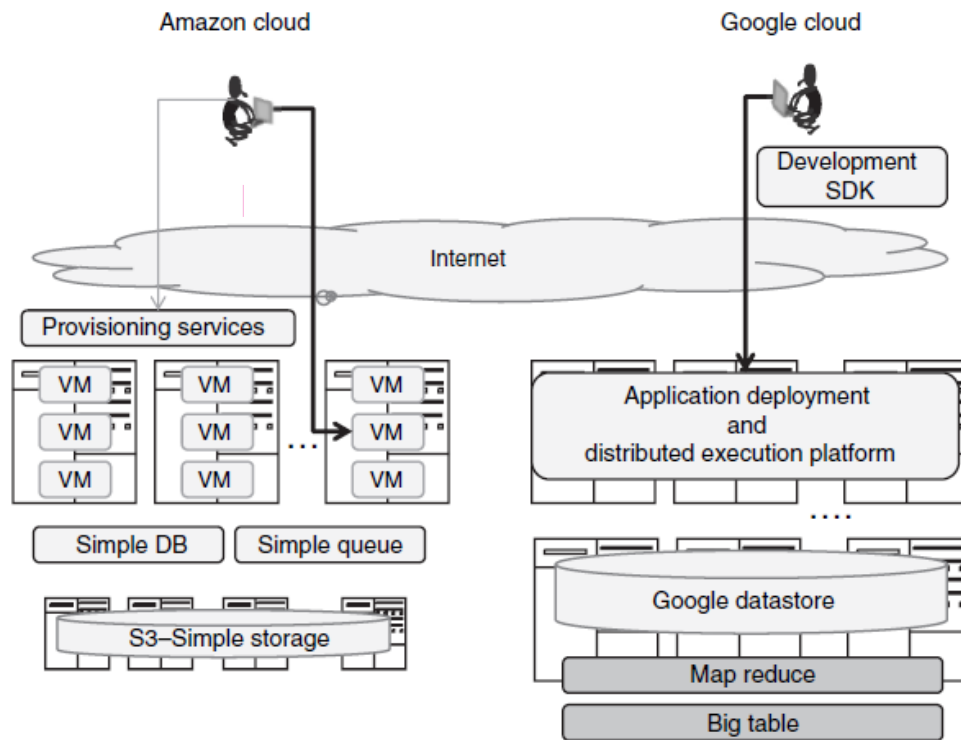 Amazon cloud
Google cloud
Development
SDK
Internet
Provisioning services
VM VM VM
VM VM VM
...
VM VM VM
Application deployment
and
distributed execution platform
....
Simple DB
Simple queue
S3–Simple storage
Google datastore
Map reduce
Big table